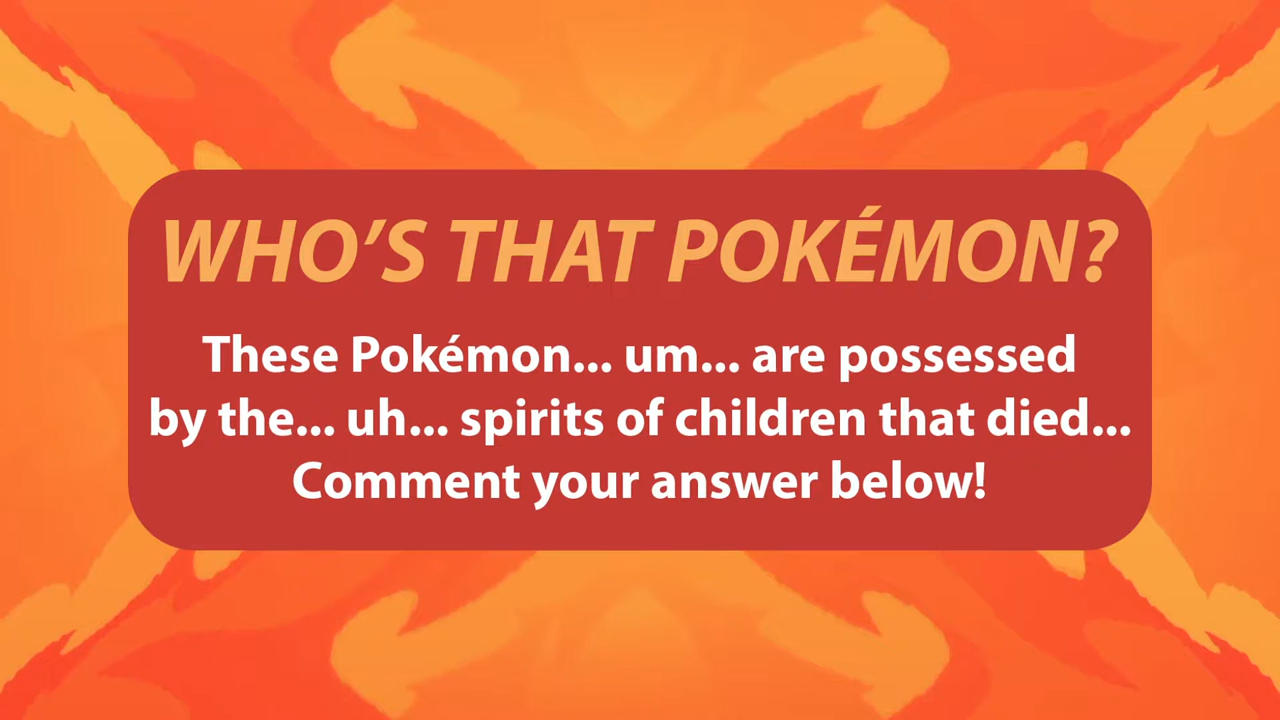 WHO’S THAT POKÉMON?
These Pokémon... um... are possessed
by the... uh... spirits of children that died...
Comment your answer below!